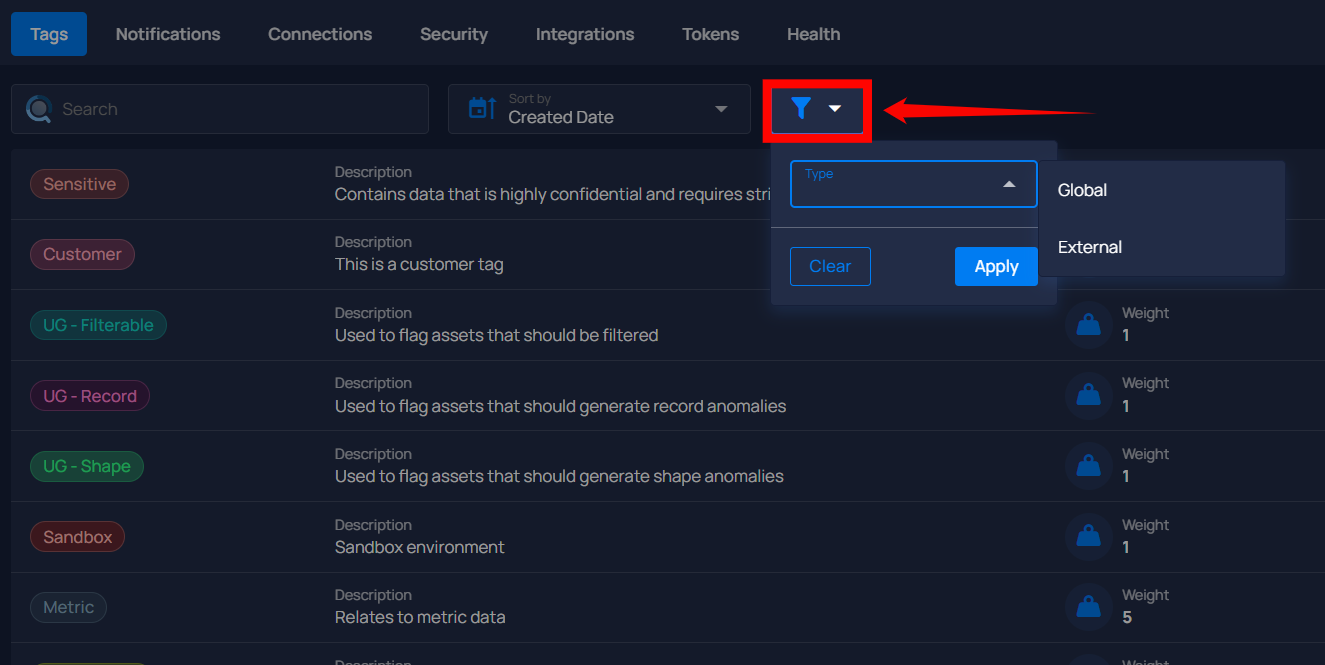 Tags Notifications Connections Security Integrations Tokens Health
Search
Sort by
Created Date
Type
Global
External
Clear Apply
Sensitive
Description
Contains data that is highly confidential and requires
Customer
Description
This is a customer tag
UG - Filterable
Description
Used to flag assets that should be filtered
Weight
1
UG - Record
Description
Used to flag assets that should generate record anomalies
Weight
1
UG - Shape
Description
Used to flag assets that should generate shape anomalies
Weight
1
Sandbox
Description
Sandbox environment
Weight
1
Metric
Description
Relates to metric data
Weight
5